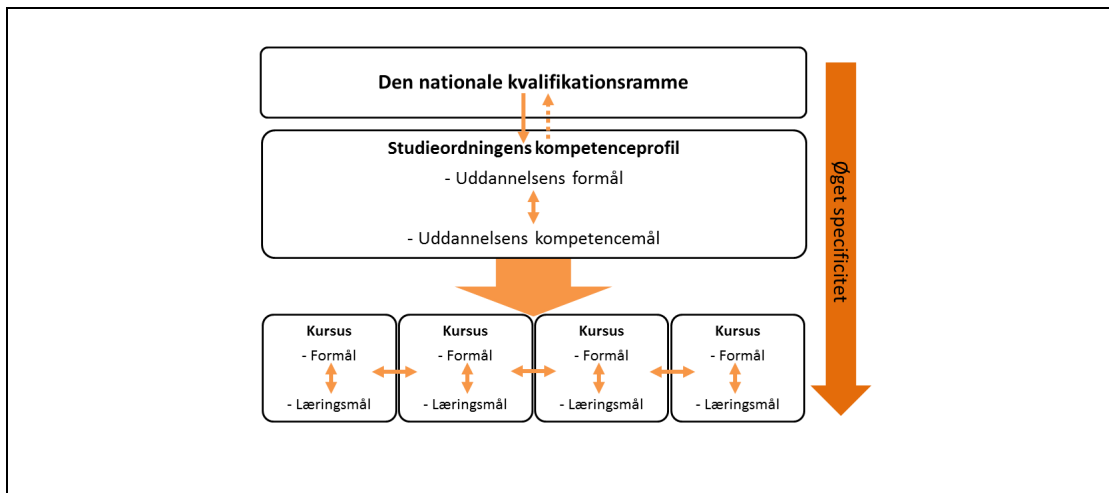 Den nationale kvalifikationsramme
Studieordningens kompetenceprofil
- Uddannelsens formål
- Uddannelsens kompetencemål
Kursus
- Formål
- Læringsmål
Kursus
- Formål
- Læringsmål
Kursus
- Formål
- Læringsmål
Kursus
- Formål
- Læringsmål
Øget specificitet